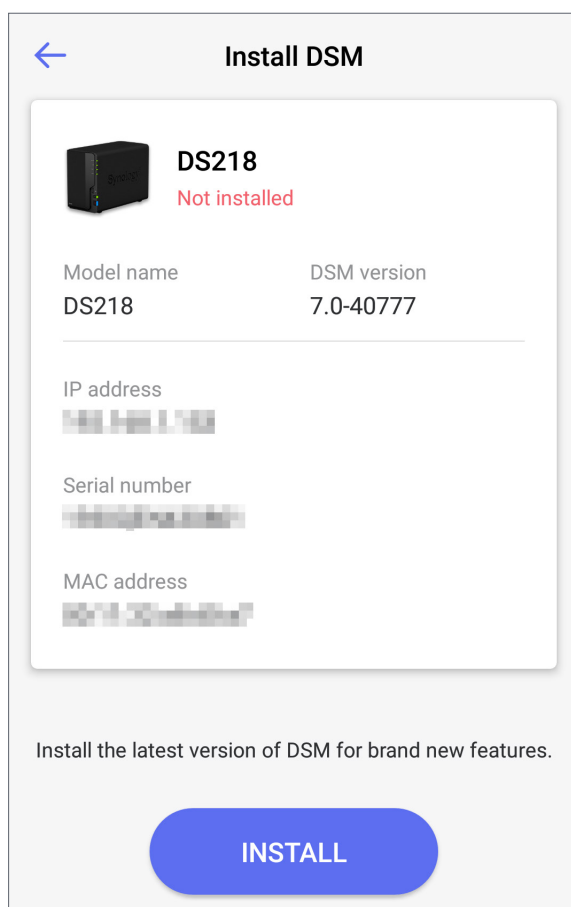 Install DSM
Synology
DS218
Not installed
Model name
DSM version
DS218
7.0-40777
IP address
Serial number
MAC address
Install the latest version of DSM for brand new features.
INSTALL